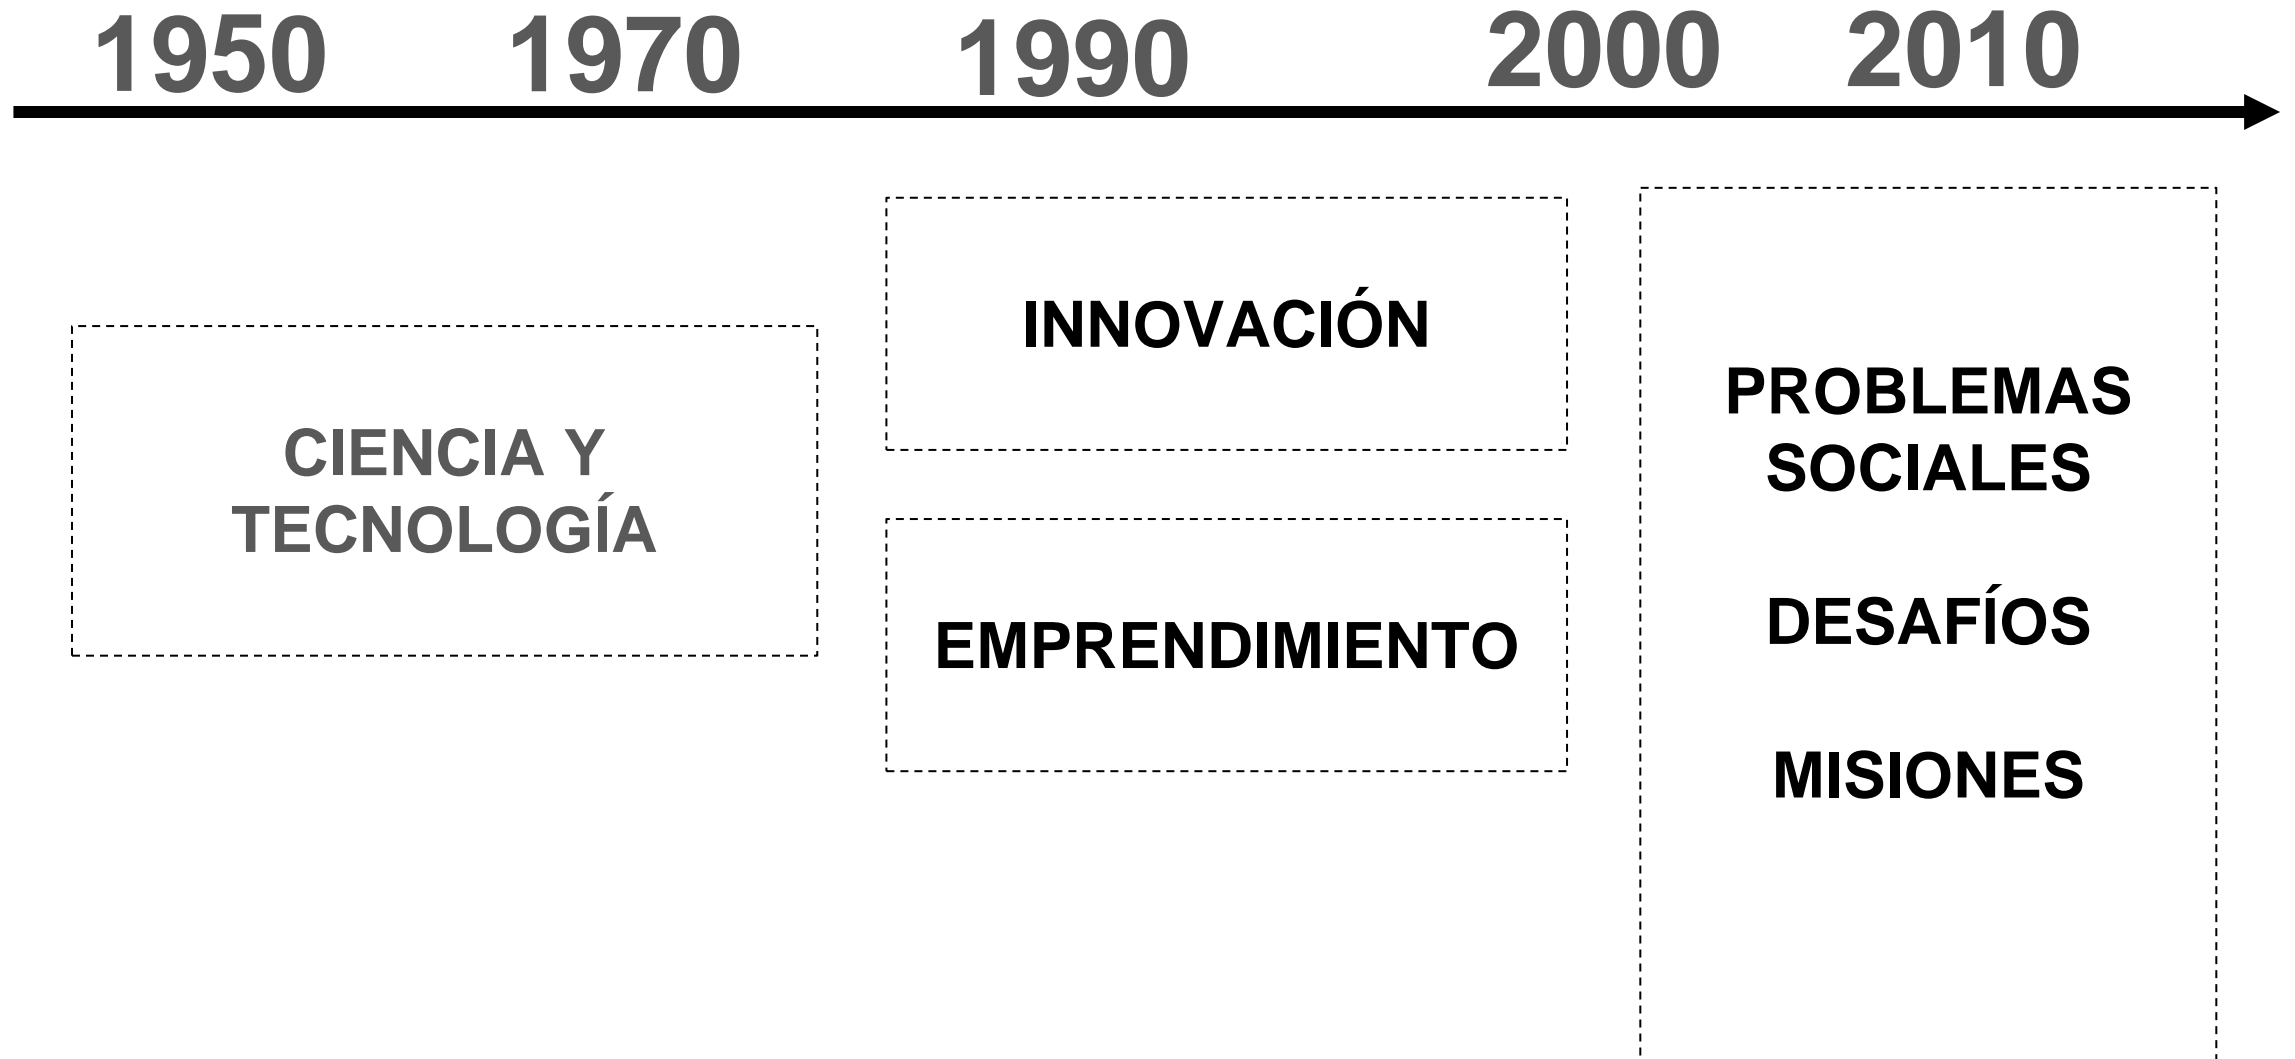 1950 1970 1990 2000 2010
CIENCIA Y
TECNOLOGÍA
INNOVACIÓN
EMPRENDIMIENTO
PROBLEMAS
SOCIALES
DESAFÍOS
MISIONES